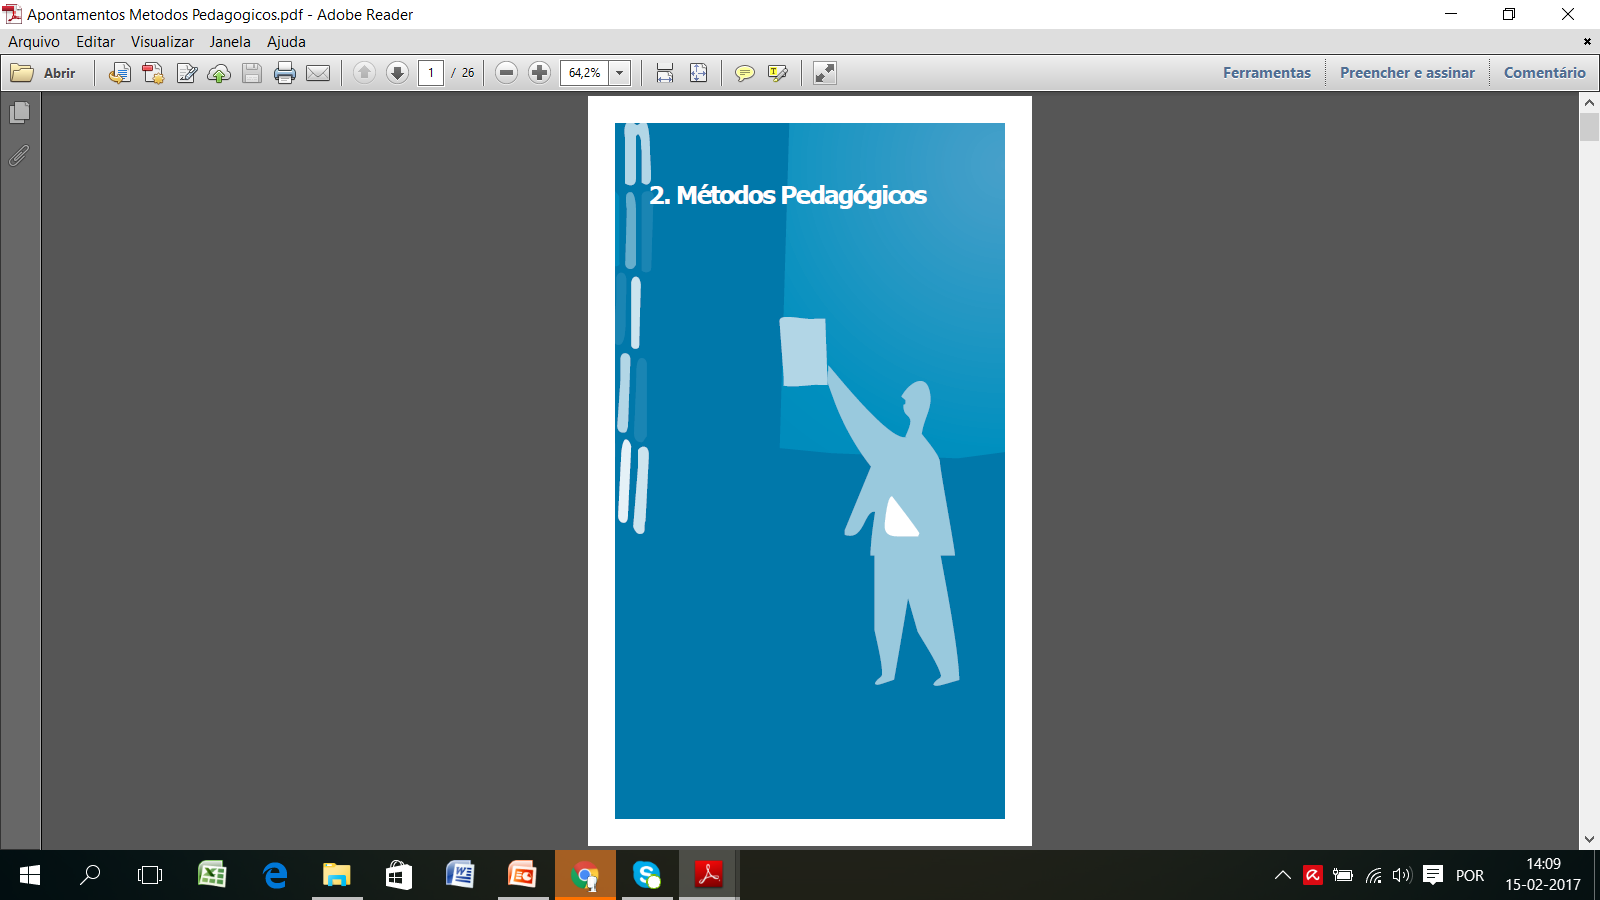 Apontamentos Metodos Pedagogicos.pdf - Adobe Reader
Arquivo Editar Visualizar Janela Ajuda
Abrir 1 / 26 64,2% Ferramentas Preencher e assinar Comentário
2. Métodos Pedagógicos
POR 14:09
15-02-2017